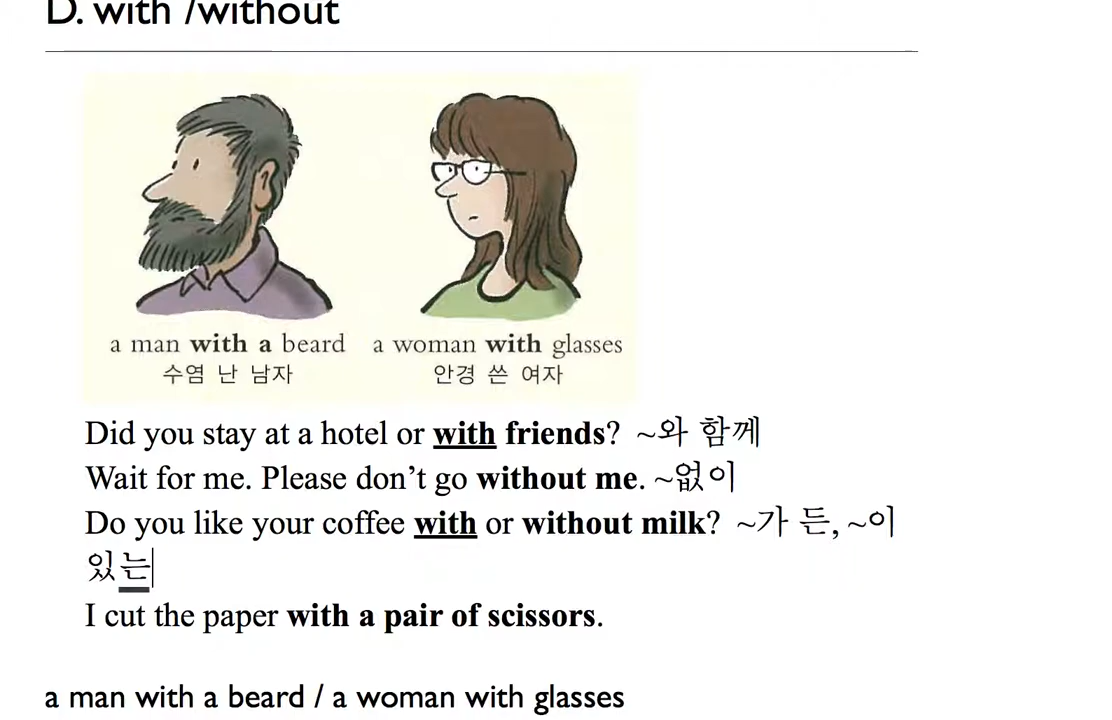 D. with /without
a man with a beard a woman with glasses
수염 난 남자 안경 쓴 여자
Did you stay at a hotel or with friends? ~와 함께
Wait for me. Please don’t go without me. ~없이
Do you like your coffee with or without milk? ~가 든, ~이
있는
I cut the paper with a pair of scissors.
a man with a beard / a woman with glasses